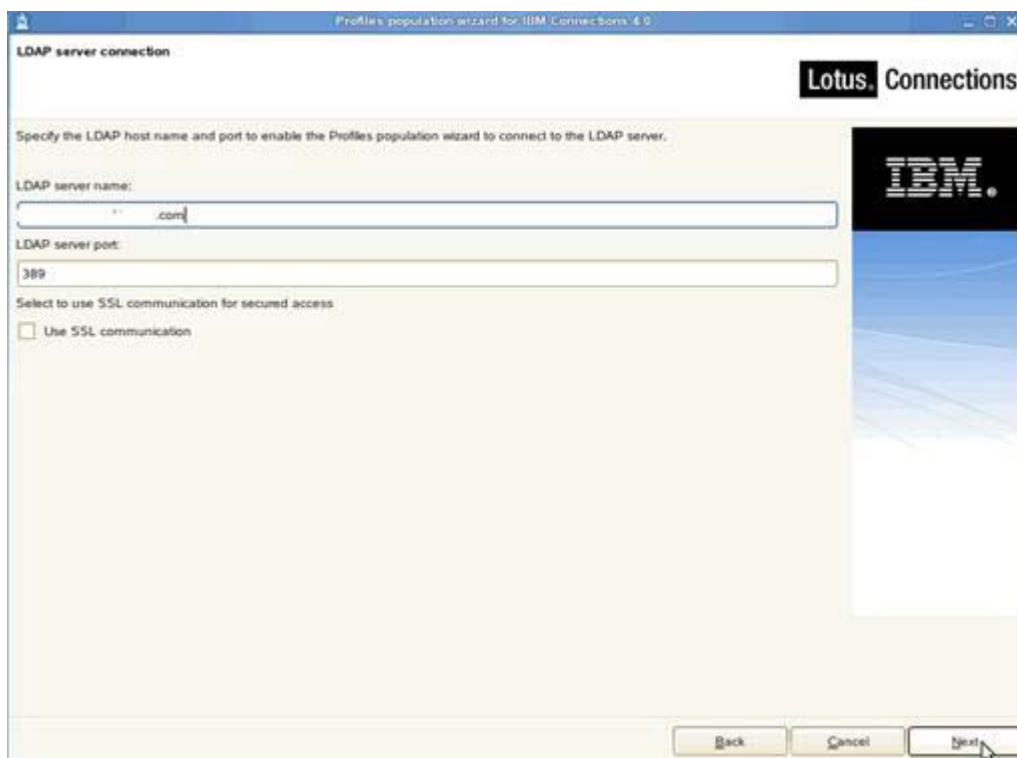 Profiles population wizard for IBM Connections 4.0
LDAP server connection
Lotus. Connections
Specify the LDAP host name and port to enable the Profiles population wizard to connect to the LDAP server.
IBM.
LDAP server name:
.com
LDAP server port:
389
Select to use SSL communication for secured access
Use SSL communication
Back
Cancel
Next